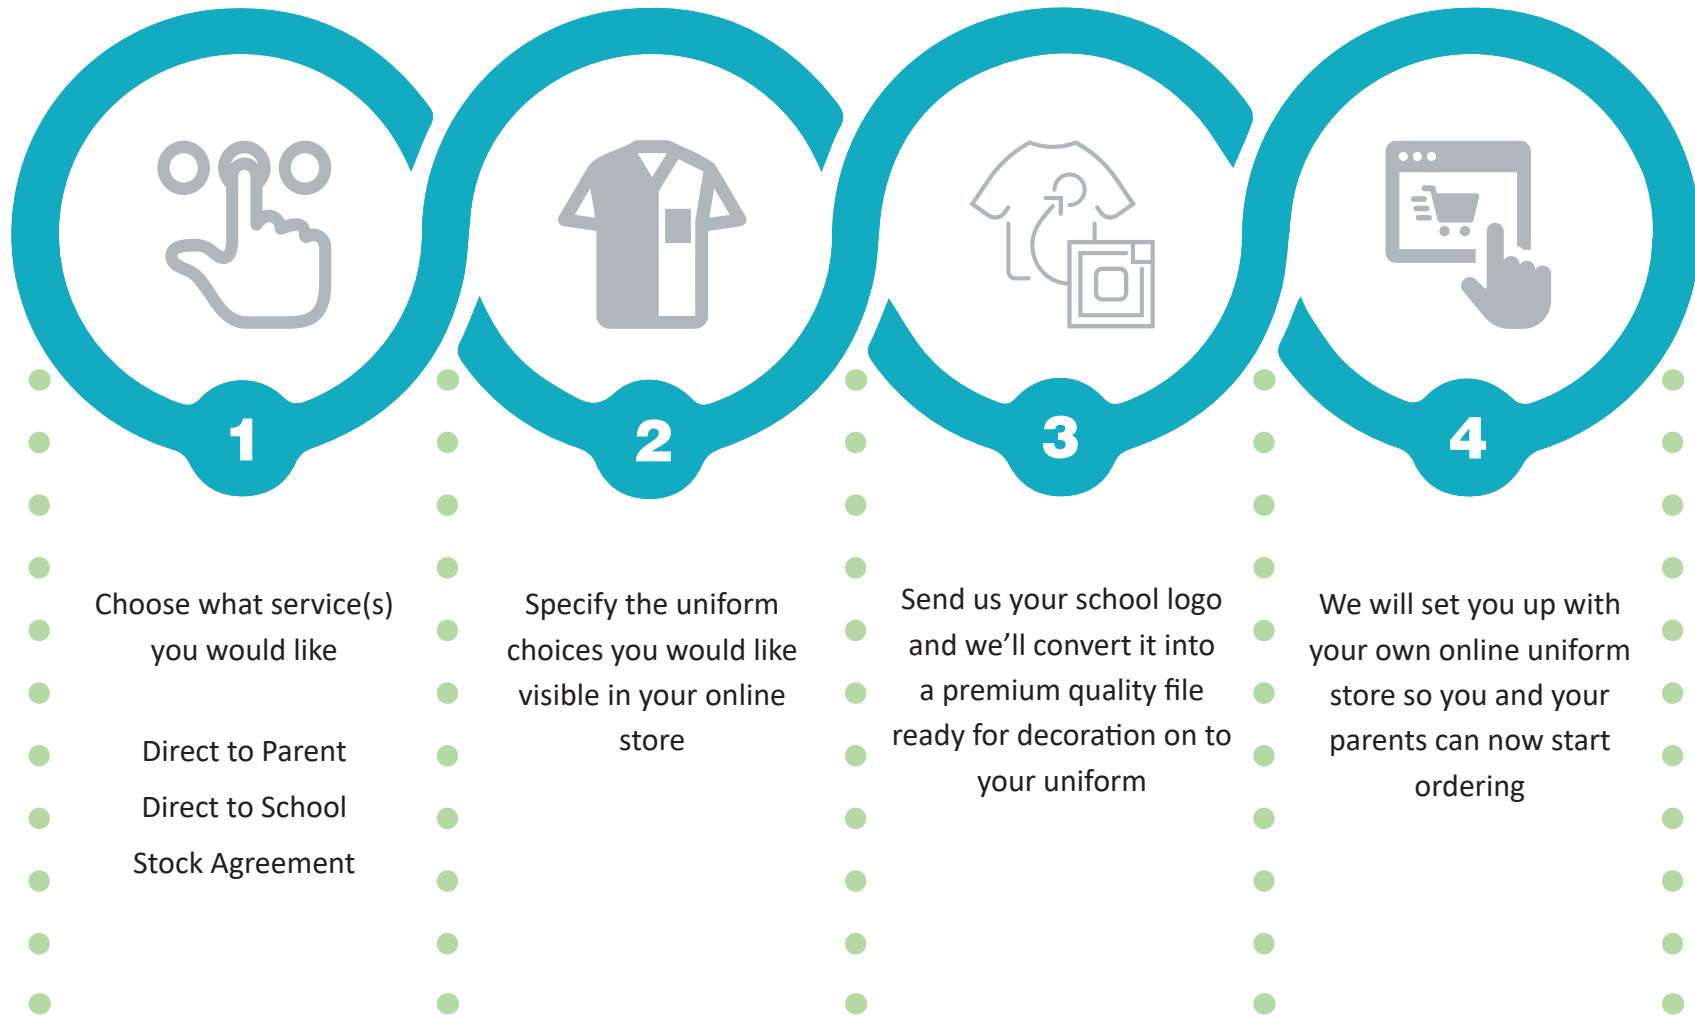 1
Choose what service(s)
you would like
Direct to Parent
Direct to School
Stock Agreement
2
Specify the uniform
choices you would like
visible in your online
store
3
Send us your school logo
and we’ll convert it into
a premium quality file
ready for decoration on to
your uniform
4
We will set you up with
your own online uniform
store so you and your
parents can now start
ordering